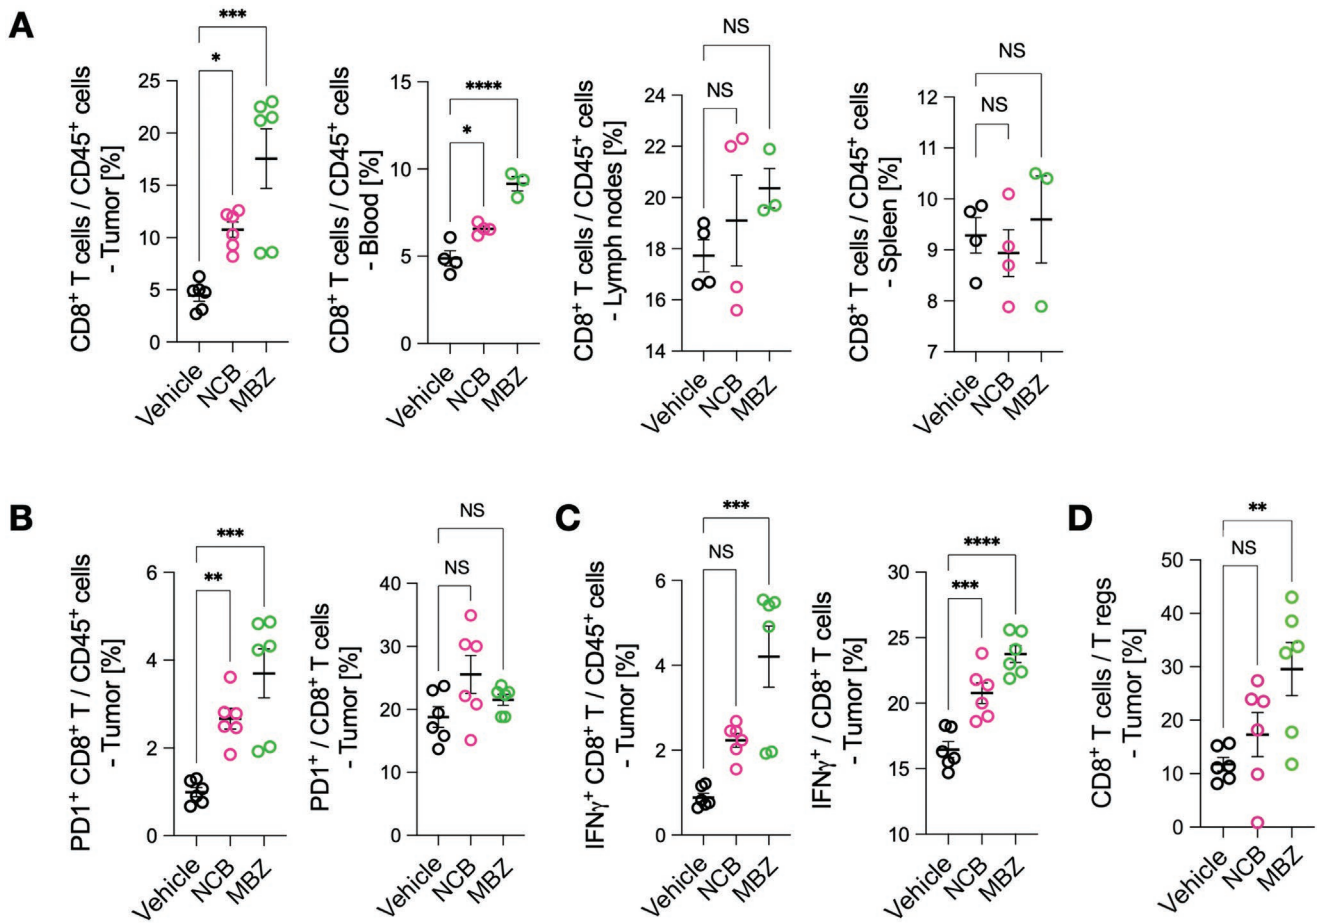 A
CD8+ T cells / CD45+ cells
- Tumor [%]
25
20
15
10
5
0
***
*
Vehicle
NCB
MBZ
CD8+ T cells / CD45+ cells
- Blood [%]
15
10
5
0
****
*
Vehicle
NCB
MBZ
CD8+ T cells / CD45+ cells
- Lymph nodes [%]
24
22
20
18
16
14
NS
NS
Vehicle
NCB
MBZ
CD8+ T cells / CD45+ cells
- Spleen [%]
12
11
10
9
8
7
NS
NS
Vehicle
NCB
MBZ
B
PD1+ CD8+ T / CD45+ cells
- Tumor [%]
6
4
2
0
***
**
Vehicle
NCB
MBZ
PD1+ / CD8+ T cells
- Tumor [%]
40
30
20
10
0
NS
NS
Vehicle
NCB
MBZ
C
IFNγ+ CD8+ T / CD45+ cells
- Tumor [%]
6
4
2
0
***
NS
Vehicle
NCB
MBZ
IFNγ+ / CD8+ T cells
- Tumor [%]
30
25
20
15
10
****
***
Vehicle
NCB
MBZ
D
CD8+ T cells / T regs
- Tumor [%]
50
40
30
20
10
0
**
NS
Vehicle
NCB
MBZ